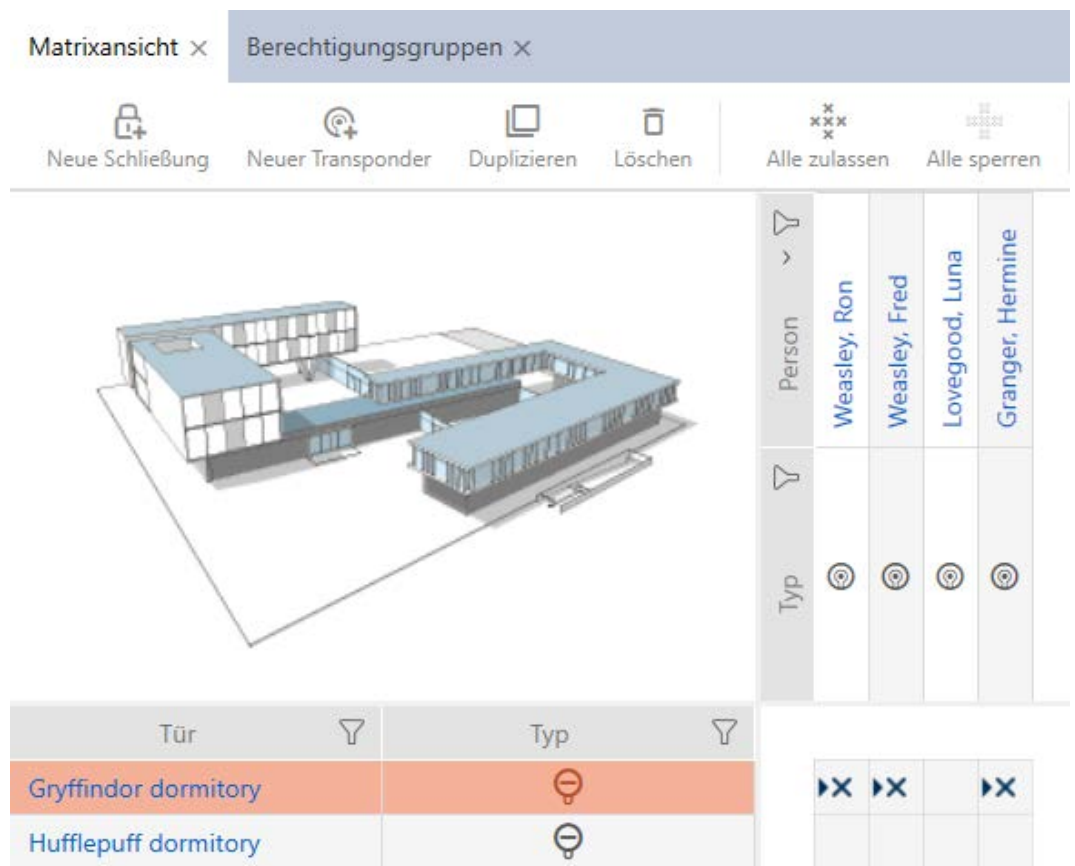 Matrixansicht ×
Berechtigungsgruppen ×
Neue Schließung
Neuer Transponder
Duplizieren
Löschen
Alle zulassen
Alle sperren
Person
Weasley, Ron
Weasley, Fred
Lovegood, Luna
Granger, Hermine
Typ
Tür
Typ
Gryffindor dormitory
Hufflepuff dormitory